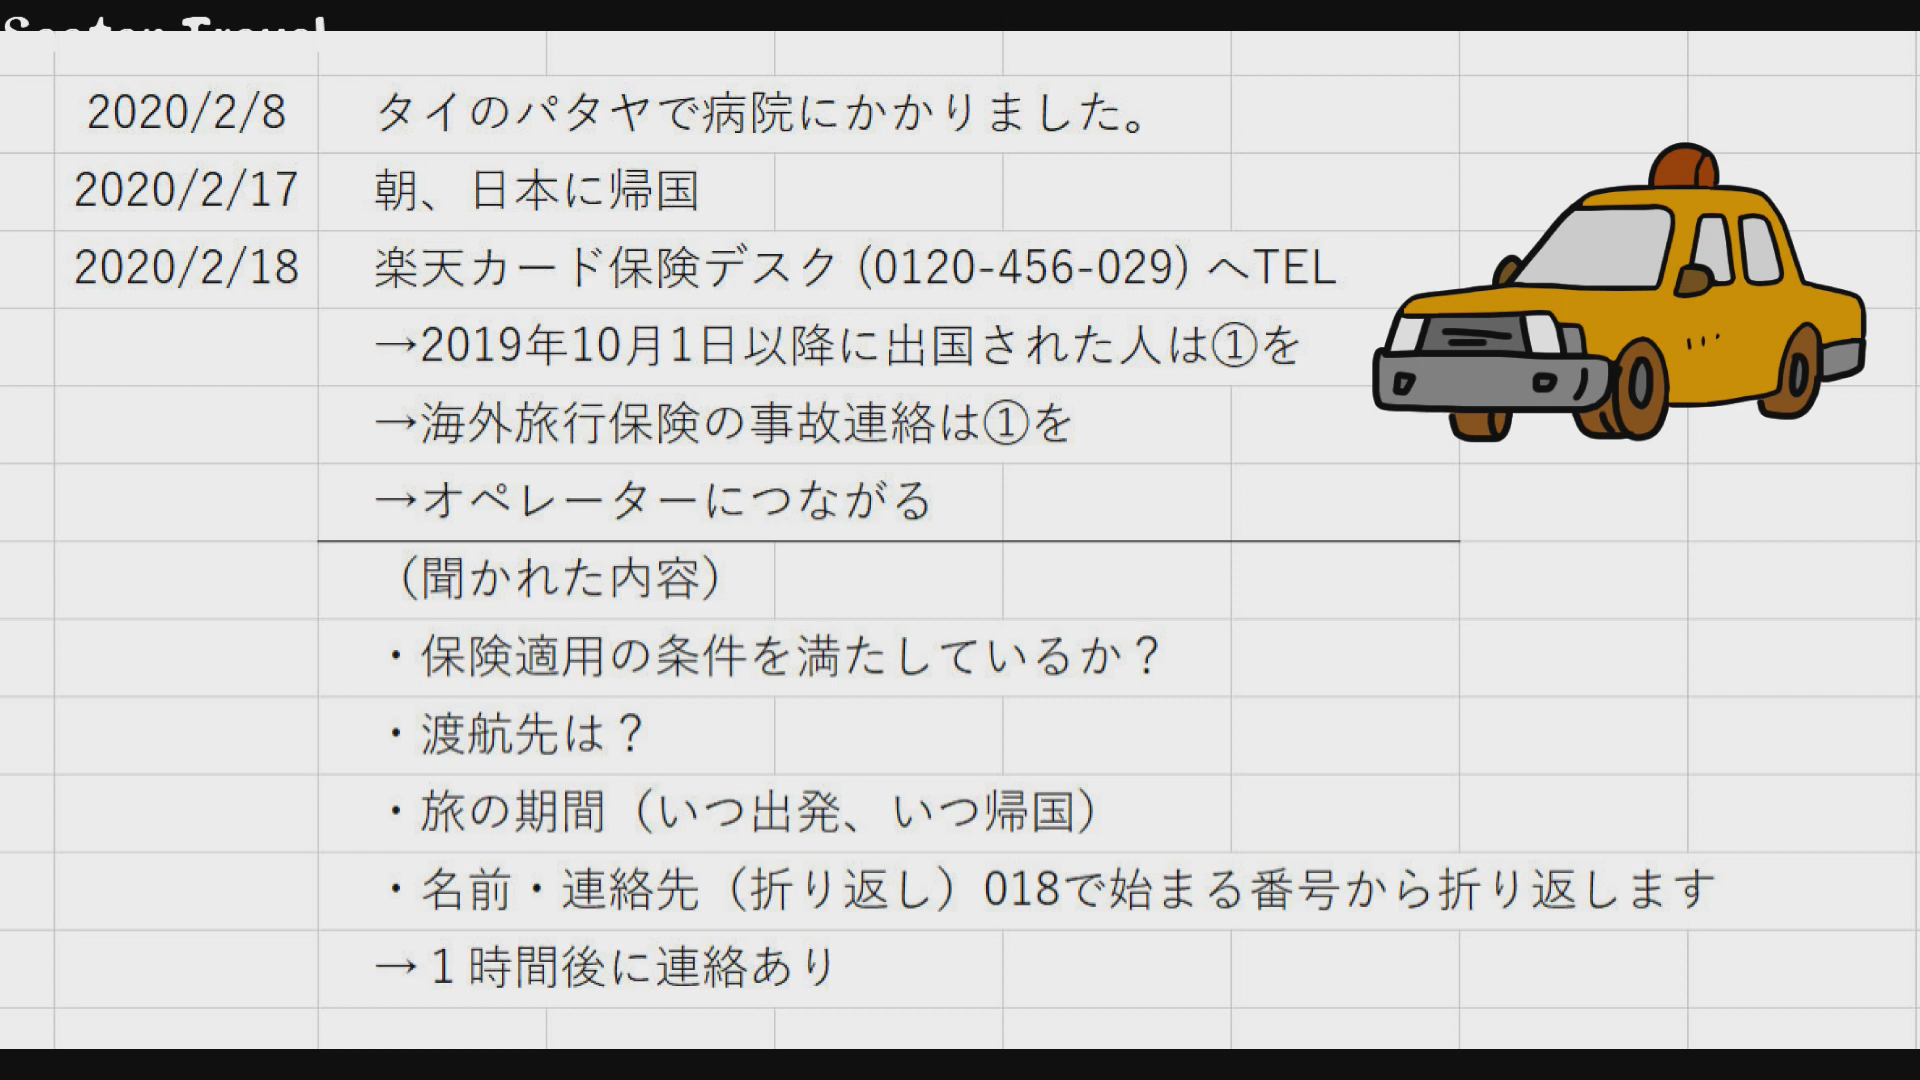 2020/2/8 タイのパタヤで病院にかかりました。
2020/2/17 朝、日本に帰国
2020/2/18 楽天カード保険デスク (0120-456-029) へTEL
→2019年10月1日以降に出国された人は①を
→海外旅行保険の事故連絡は①を
→オペレーターにつながる
（聞かれた内容）
・保険適用の条件を満たしているか？
・渡航先は？
・旅の期間（いつ出発、いつ帰国）
・名前・連絡先（折り返し）018で始まる番号から折り返します
→１時間後に連絡あり